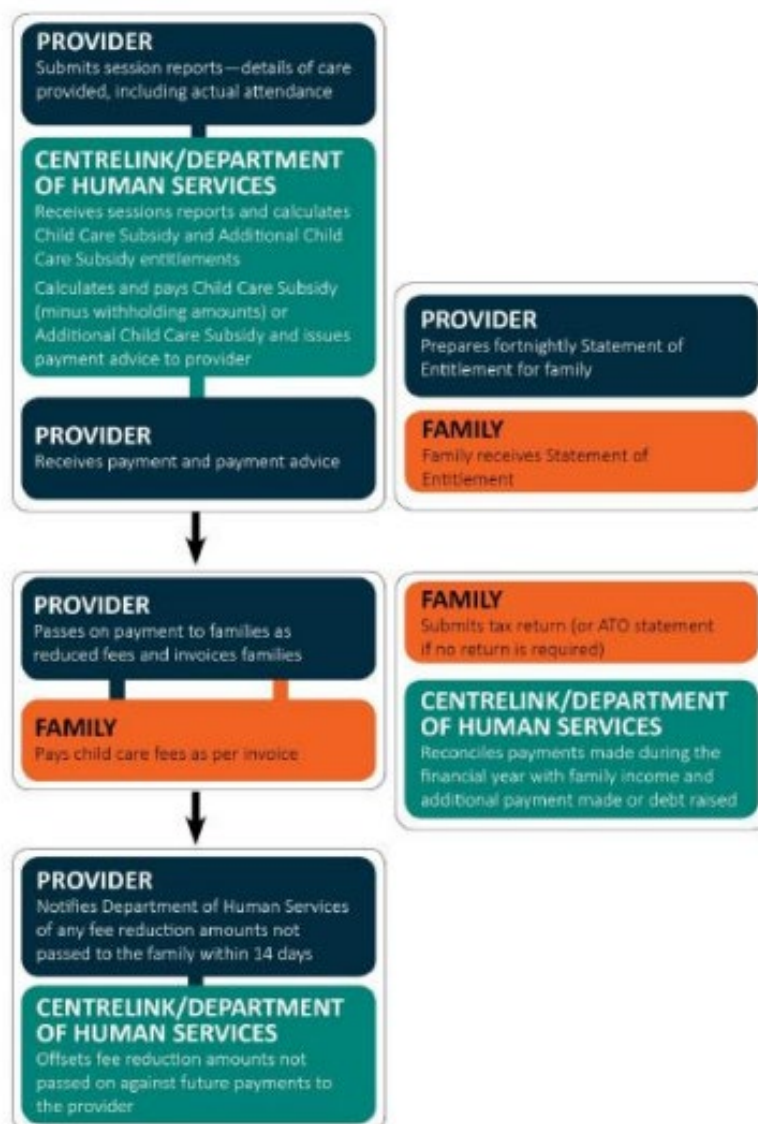 PROVIDER
Submits session reports—details of care
provided, including actual attendance
CENTRELINK/DEPARTMENT
OF HUMAN SERVICES
Receives sessions reports and calculates
Child Care Subsidy and Additional Child
Care Subsidy entitlements
Calculates and pays Child Care Subsidy
(minus withholding amounts) or
Additional Child Care Subsidy and issues
payment advice to provider
PROVIDER
Receives payment and payment advice
PROVIDER
Prepares fortnightly Statement of
Entitlement for family
FAMILY
Family receives Statement of
Entitlement
PROVIDER
Passes on payment to families as
reduced fees and invoices families
FAMILY
Pays child care fees as per invoice
FAMILY
Submits tax return (or ATO statement
if no return is required)
CENTRELINK/DEPARTMENT
OF HUMAN SERVICES
Reconciles payments made during the
financial year with family income and
additional payment made or debt raised
PROVIDER
Notifies Department of Human Services
of any fee reduction amounts not
passed to the family within 14 days
CENTRELINK/DEPARTMENT
OF HUMAN SERVICES
Offsets fee reduction amounts not
passed on against future payments to
the provider